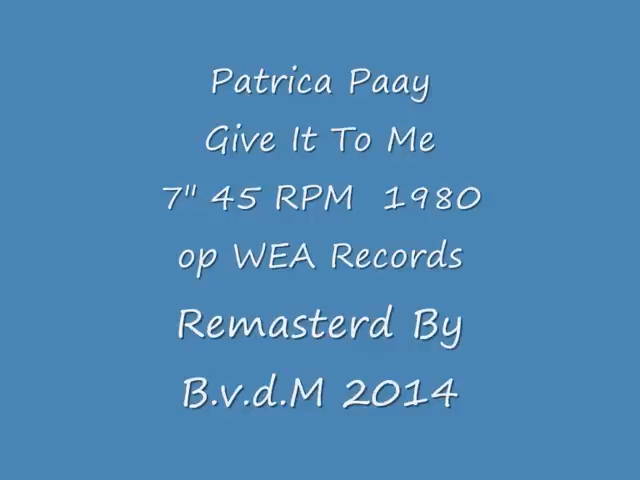 Patrica Paay
Give It To Me
7" 45 RPM 1980
op WEA Records
Remasterd By
B.v.d.M 2014